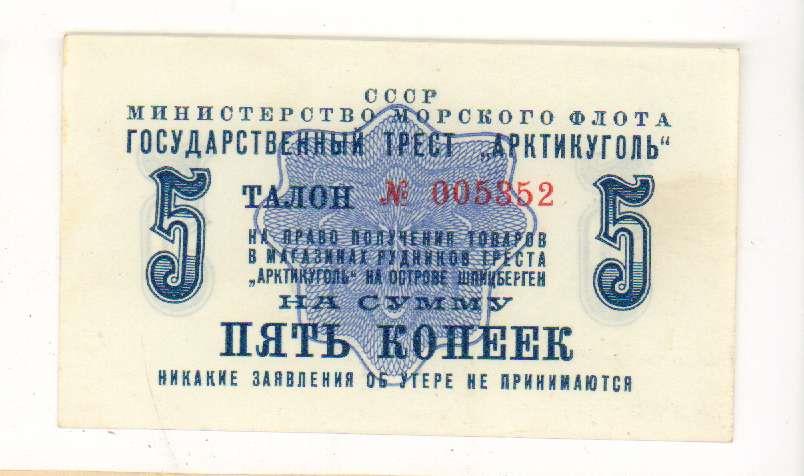 СССР
МИНИСТЕРСТВО МОРСКОГО ФЛОТА
ГОСУДАРСТВЕННЫЙ ТРЕСТ „АРКТИКУГОЛЬ"
5 ТАЛОН № 005352 5
НА ПРАВО ПОЛУЧЕНИЯ ТОВАРОВ
В МАГАЗИНАХ РУДНИКОВ ТРЕСТА
„АРКТИКУГОЛЬ" НА ОСТРОВЕ ШПИЦБЕРГЕН
НА СУММУ
ПЯТЬ КОПЕЕК
НИКАКИЕ ЗАЯВЛЕНИЯ ОБ УТЕРЕ НЕ ПРИНИМАЮТСЯ